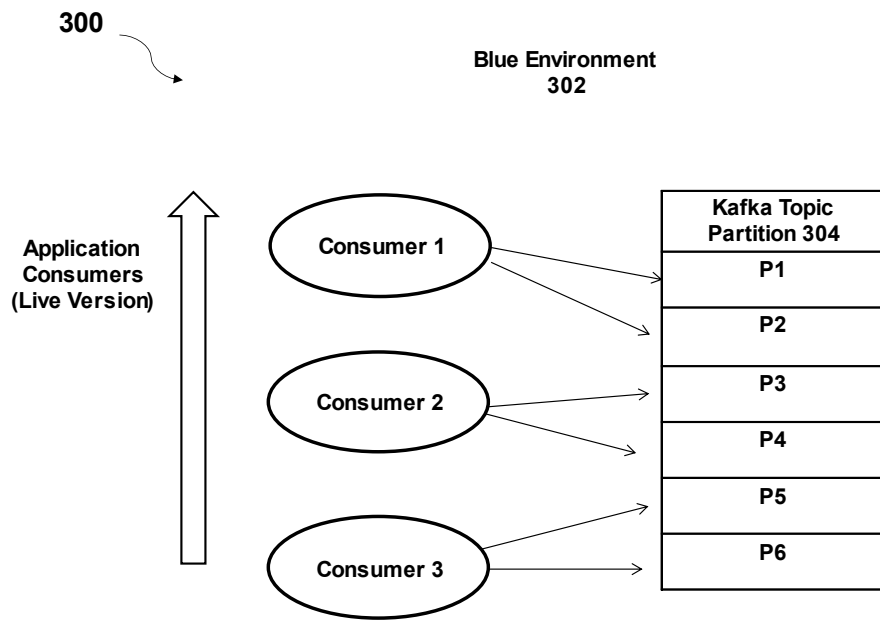 300
Blue Environment
302
Application
Consumers
(Live Version)
Consumer 1
Consumer 2
Consumer 3
Kafka Topic
Partition 304
P1
P2
P3
P4
P5
P6